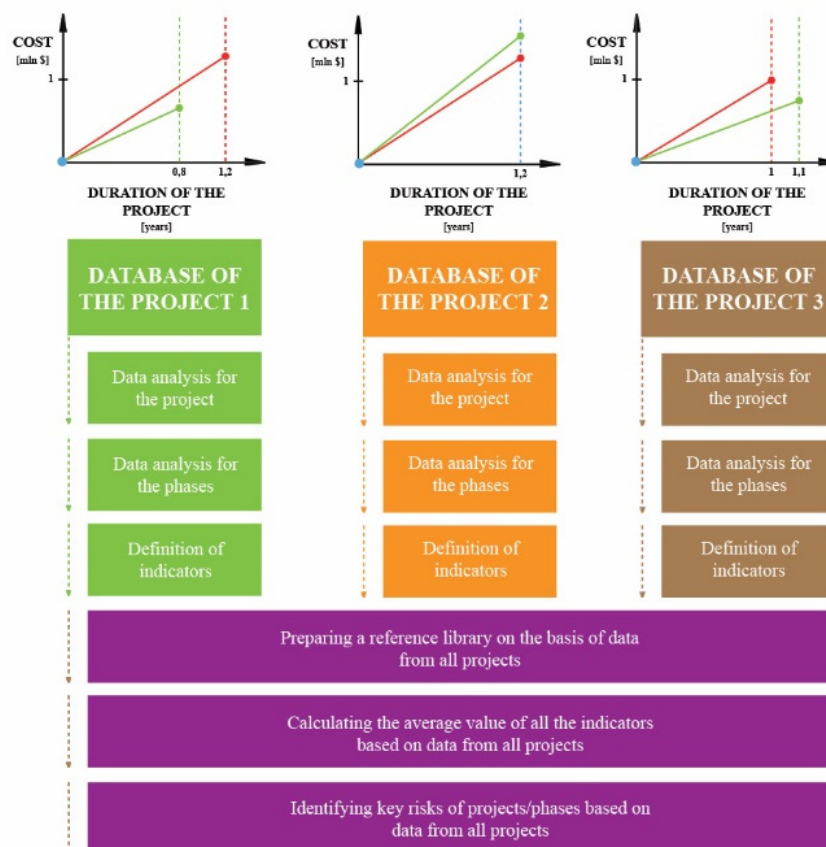 COST
[mln $]
1
0,8
1,2
DURATION OF THE
PROJECT
[years]
COST
[mln $]
1
1,2
DURATION OF THE
PROJECT
[years]
COST
[mln $]
1
1
1,1
DURATION OF THE
PROJECT
[years]
DATABASE OF
THE PROJECT 1
DATABASE OF
THE PROJECT 2
DATABASE OF
THE PROJECT 3
Data analysis for
the project
Data analysis for
the project
Data analysis for
the project
Data analysis for
the phases
Data analysis for
the phases
Data analysis for
the phases
Definition of
indicators
Definition of
indicators
Definition of
indicators
Preparing a reference library on the basis of data
from all projects
Calculating the average value of all the indicators
based on data from all projects
Identifying key risks of projects/phases based on
data from all projects